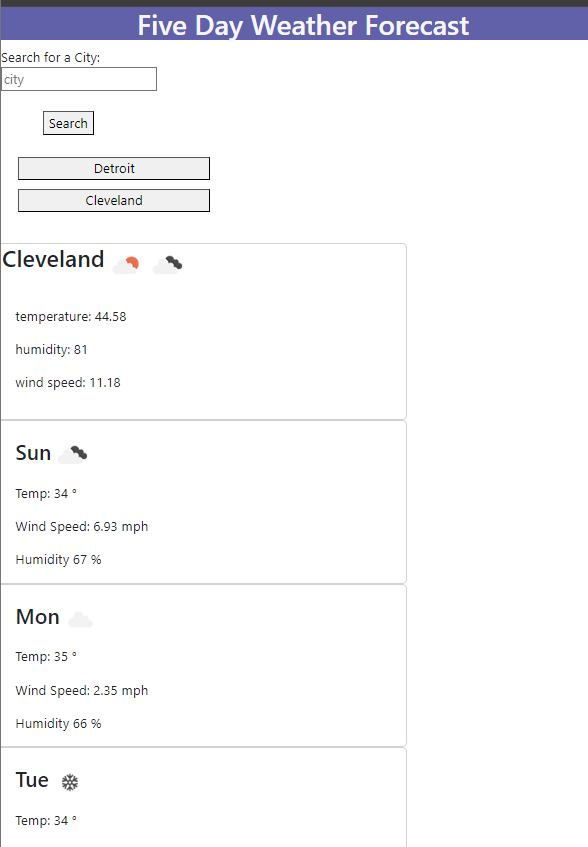 Five Day Weather Forecast
Search for a City:
city
Search
Detroit
Cleveland
Cleveland
temperature: 44.58
humidity: 81
wind speed: 11.18
Sun
Temp: 34 °
Wind Speed: 6.93 mph
Humidity 67 %
Mon
Temp: 35 °
Wind Speed: 2.35 mph
Humidity 66 %
Tue
Temp: 34 °